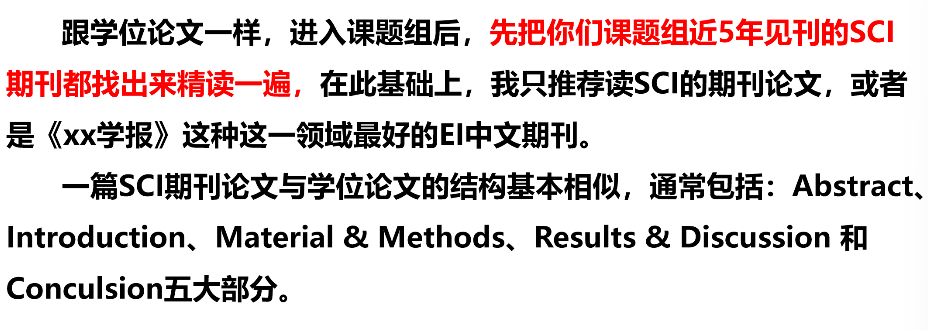 跟学位论文一样，进入课题组后，先把你们课题组近5年见刊的SCI
期刊都找出来精读一遍，在此基础上，我只推荐读SCI的期刊论文，或者
是《xx学报》这种这一领域最好的EI中文期刊。
一篇SCI期刊论文与学位论文的结构基本相似，通常包括：Abstract、
Introduction、Material & Methods、Results & Discussion 和
Conculsion五大部分。